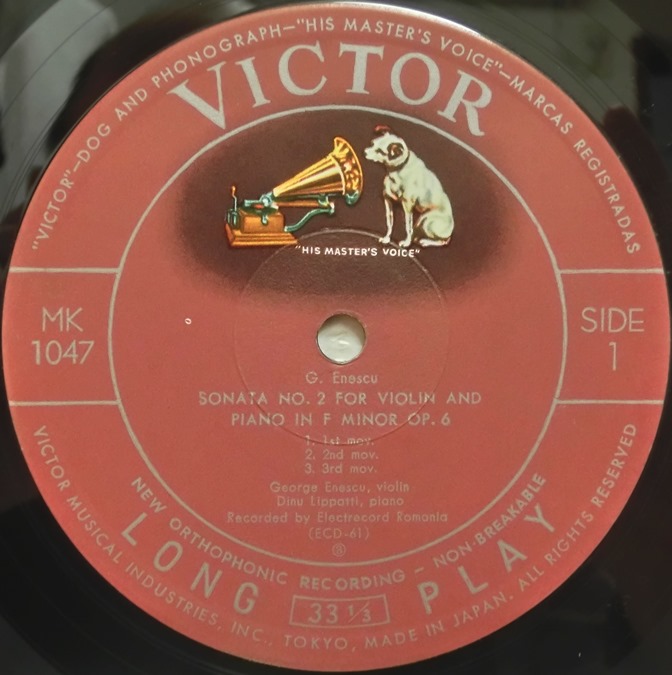 "VICTOR"—DOG AND PHONOGRAPH—"HIS MASTER'S VOICE"—MARCAS REGISTRADAS
VICTOR
"HIS MASTER'S VOICE"
MK
1047
SIDE
1
G. Enescu
SONATA NO. 2 FOR VIOLIN AND
PIANO IN F MINOR OP. 6
1. 1st mov.
2. 2nd mov.
3. 3rd mov.
George Enescu, violin
Dinu Lippatti, piano
Recorded by Electrecord Romania
(ECD-61)
NEW ORTHOPHONIC RECORDING – NON-BREAKABLE
LONG PLAY
33 1/3
VICTOR MUSICAL INDUSTRIES, INC., TOKYO, MADE IN JAPAN. ALL RIGHTS RESERVED